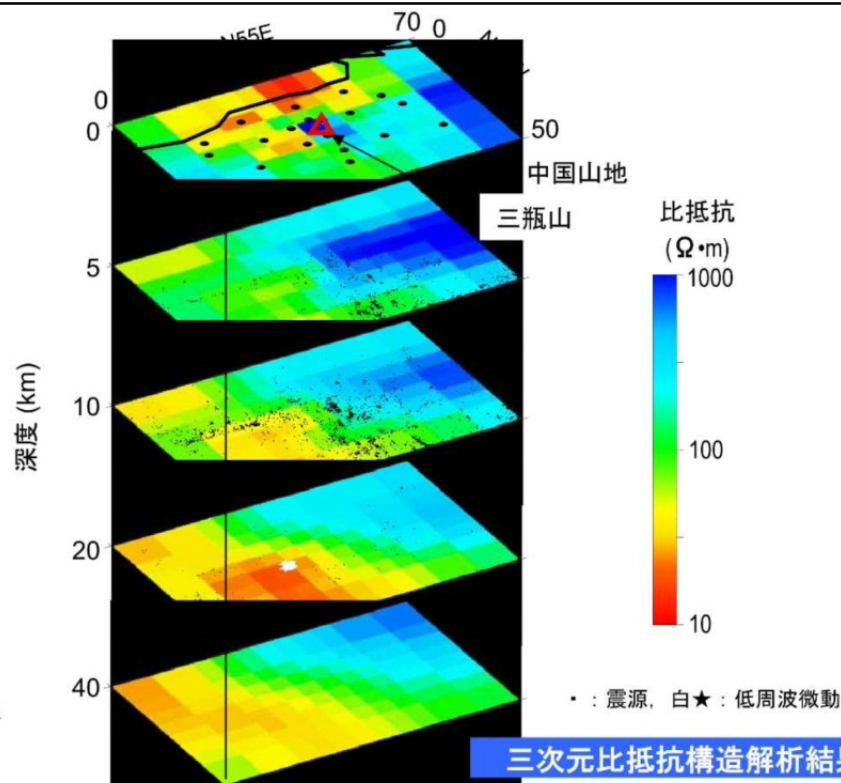 N55E
70
0
0
0
50
中国山地
三瓶山
比抵抗
(Ω•m)
1000
5
深度 (km)
10
100
20
10
40
・：震源，白★：低周波微動
三次元比抵抗構造解析結果